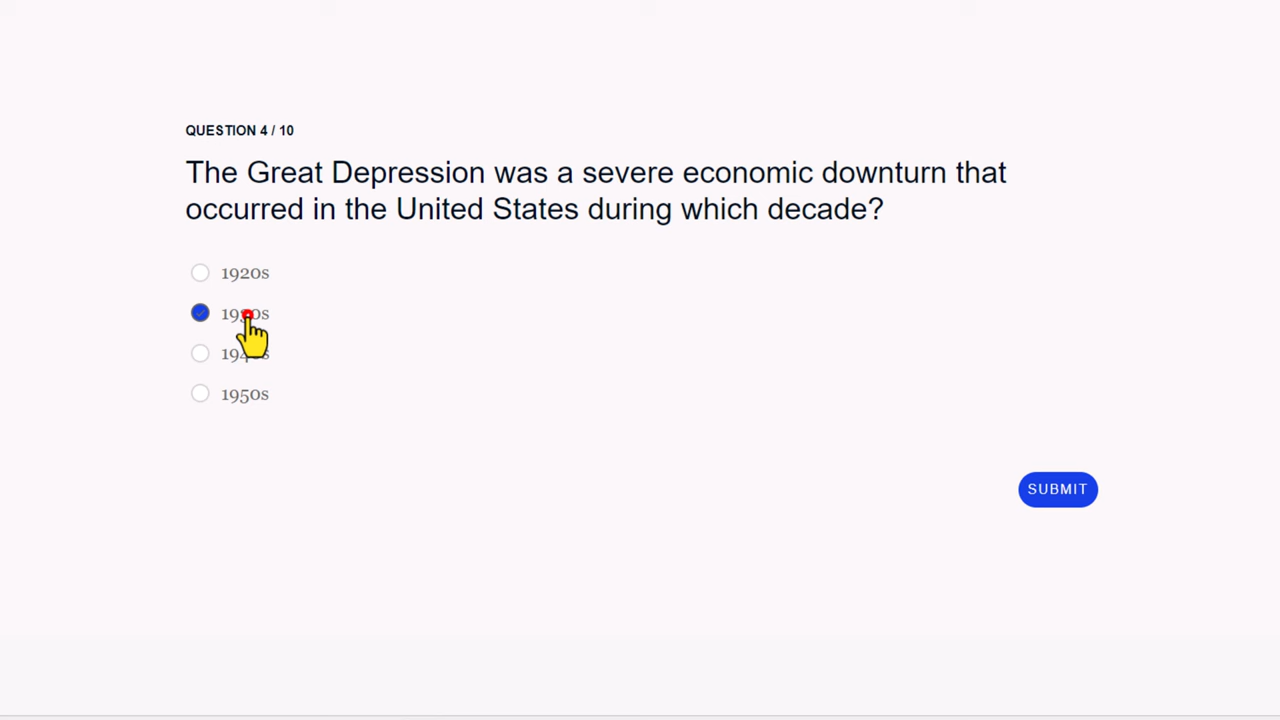 QUESTION 4 / 10
The Great Depression was a severe economic downturn that
occurred in the United States during which decade?
1920s
1930s
1940s
1950s
SUBMIT